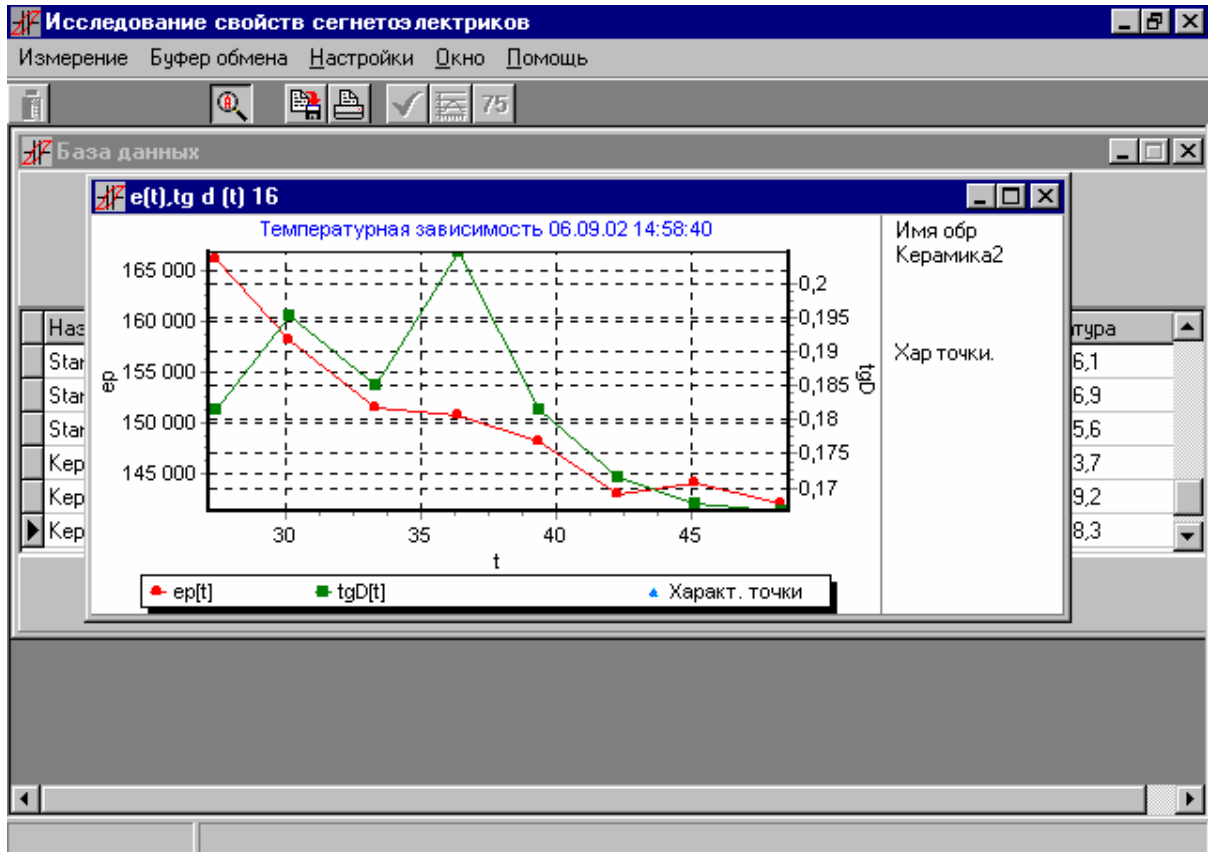 Исследование свойств сегнетоэлектриков
Измерение Буфер обмена Настройки Окно Помощь
75
База данных
e(t),tg d (t) 16
Температурная зависимость 06.09.02 14:58:40
Имя обр
Керамика2
Хар точки.
165 000
160 000
155 000
150 000
145 000
ep
0,2
0,195
0,19
0,185
0,18
0,175
0,17
tgD
30 35 40 45
t
ep[t] tgD[t] Характ. точки
Наз
Star
Star
Star
Кер
Кер
Кер
тура
6,1
6,9
5,6
3,7
9,2
8,3